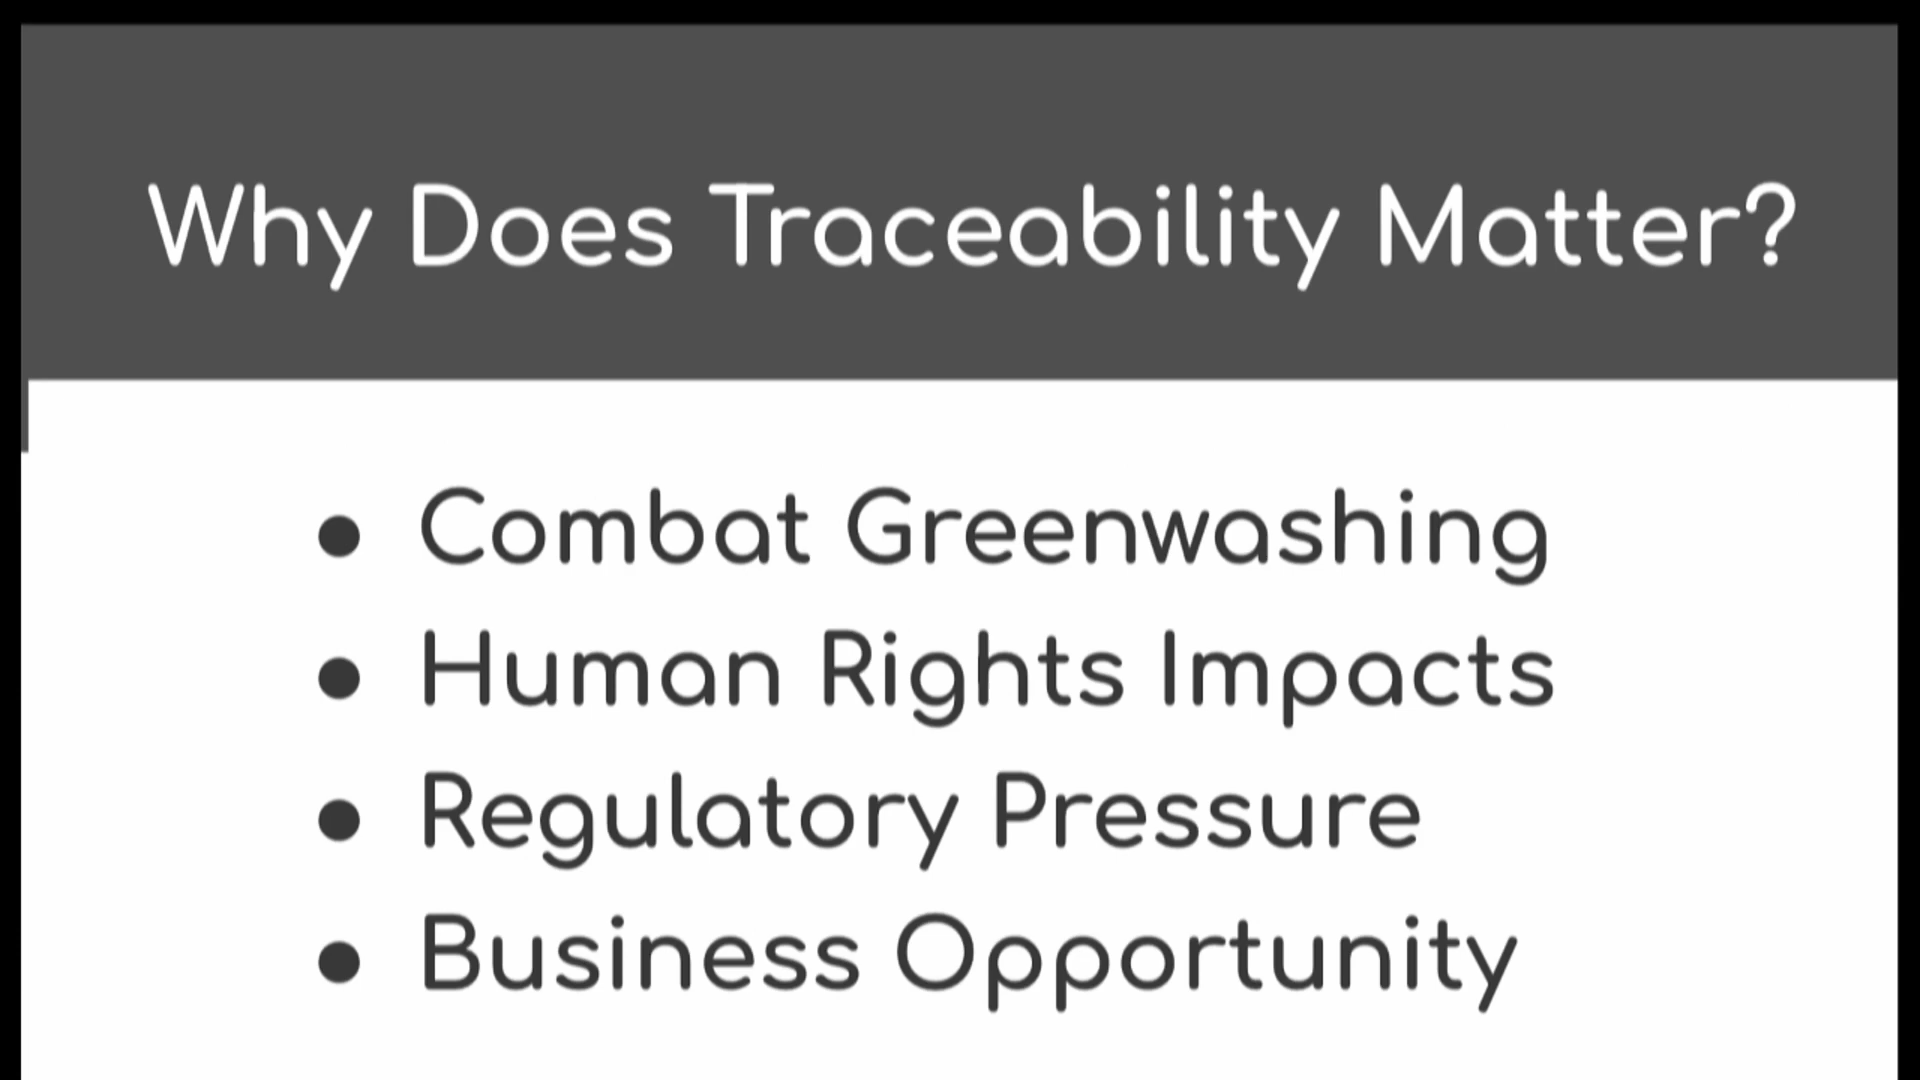 Why Does Traceability Matter?
● Combat Greenwashing
● Human Rights Impacts
● Regulatory Pressure
● Business Opportunity